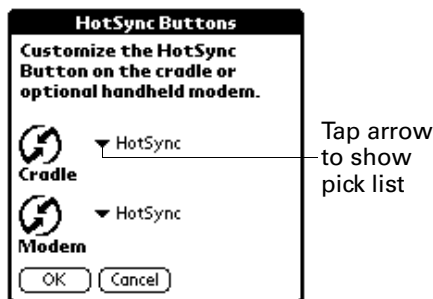 HotSync Buttons
Customize the HotSync
Button on the cradle or
optional handheld modem.
HotSync
Cradle
HotSync
Modem
OK Cancel
Tap arrow
to show
pick list